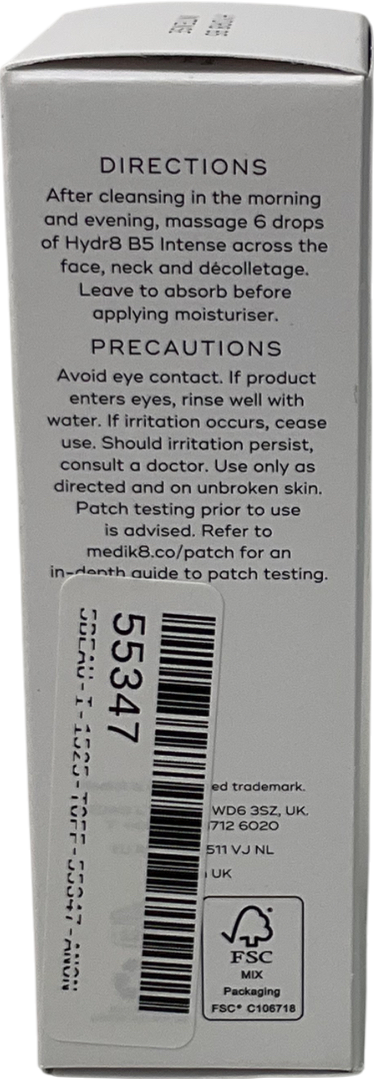 DIRECTIONS
After cleansing in the morning
and evening, massage 6 drops
of Hydr8 B5 Intense across the
face, neck and décolletage.
Leave to absorb before
applying moisturiser.
PRECAUTIONS
Avoid eye contact. If product
enters eyes, rinse well with
water. If irritation occurs, cease
use. Should irritation persist,
consult a doctor. Use only as
directed and on unbroken skin.
Patch testing prior to use
is advised. Refer to
medik8.co/patch for an
in-depth guide to patch testing.
55347
ed trademark.
WD6 3SZ, UK.
712 6020
511 VJ NL
UK
FSC
MIX
Packaging
FSC® C106718